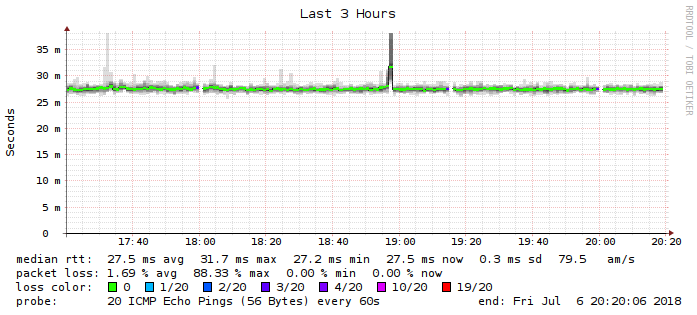 Last 3 Hours
RRDTOOL / TOBI OETIKER
Seconds
35 m
30 m
25 m
20 m
15 m
10 m
5 m
0
17:40 18:00 18:20 18:40 19:00 19:20 19:40 20:00 20:20
median rtt: 27.5 ms avg 31.7 ms max 27.2 ms min 27.5 ms now 0.3 ms sd 79.5 am/s
packet loss: 1.69 % avg 88.33 % max 0.00 % min 0.00 % now
loss color: 0 1/20 2/20 3/20 4/20 10/20 19/20
probe: 20 ICMP Echo Pings (56 Bytes) every 60s end: Fri Jul 6 20:20:06 2018